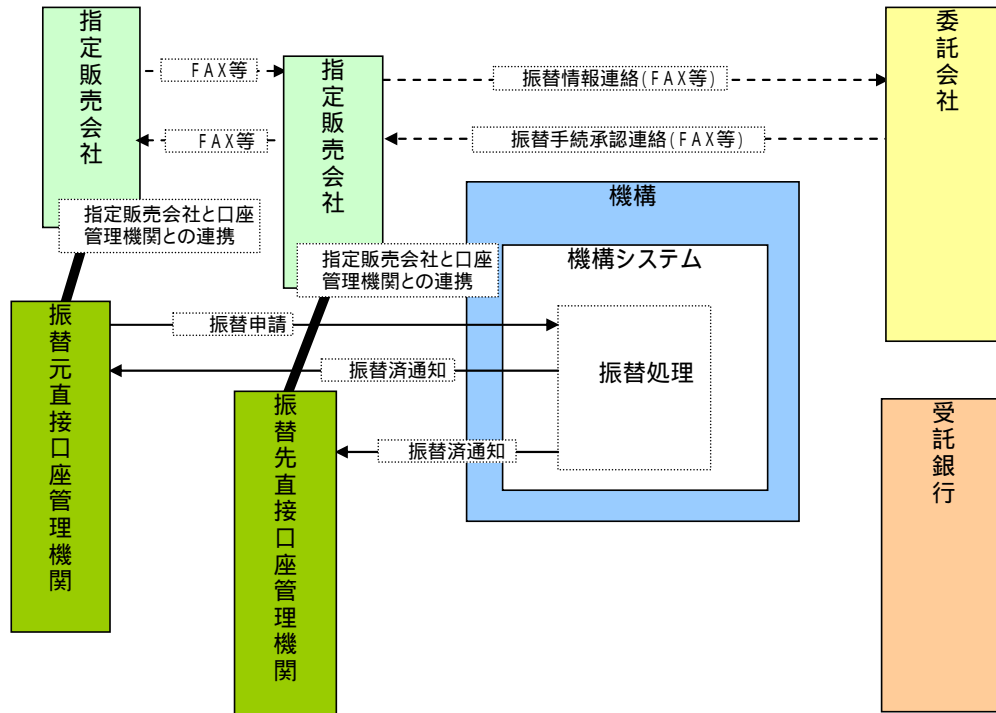 指定販売会社
FAX等
FAX等
指定販売会社
振替情報連絡(FAX等)
振替手続承認連絡(FAX等)
委託会社
指定販売会社と口座
管理機関との連携
指定販売会社と口座
管理機関との連携
機構
機構システム
振替処理
振替元直接口座管理機関
振替申請
振替済通知
振替先直接口座管理機関
振替済通知
受託銀行